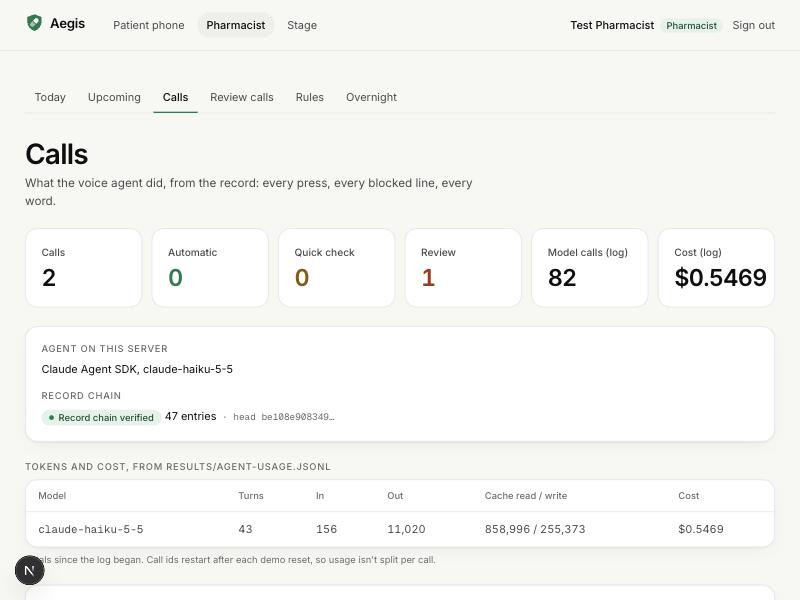 Aegis Patient phone Pharmacist Stage Test Pharmacist Pharmacist Sign out
Today Upcoming Calls Review calls Rules Overnight
Calls
What the voice agent did, from the record: every press, every blocked line, every
word.
Calls Automatic Quick check Review Model calls (log) Cost (log)
2 0 0 1 82 $0.5469
AGENT ON THIS SERVER
Claude Agent SDK, claude-haiku-5-5
RECORD CHAIN
Record chain verified 47 entries · head be108e908349…
TOKENS AND COST, FROM RESULTS/AGENT-USAGE.JSONL
Model Turns In Out Cache read / write Cost
claude-haiku-5-5 43 156 11,020 858,996 / 255,373 $0.5469
since the log began. Call ids restart after each demo reset, so usage isn't split per call.
N